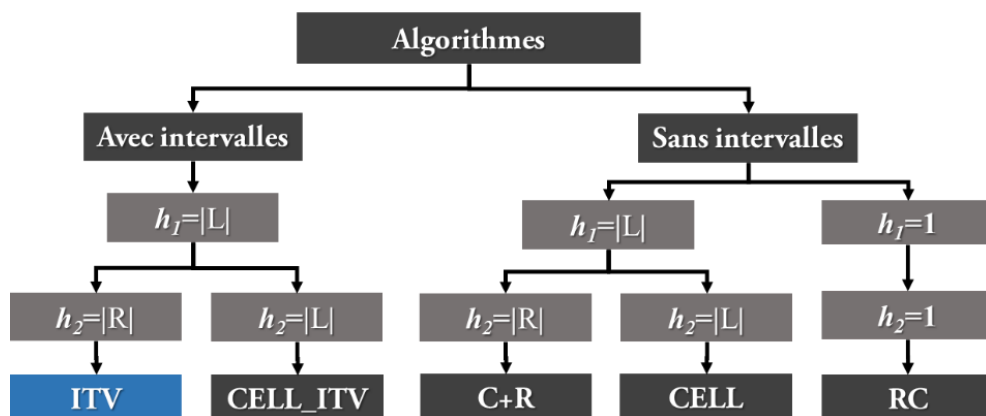 Algorithmes
Avec intervalles
Sans intervalles
h₁=|L|
h₁=|L|
h₁=1
h₂=|R|
h₂=|L|
h₂=|R|
h₂=|L|
h₂=1
ITV
CELL_ITV
C+R
CELL
RC